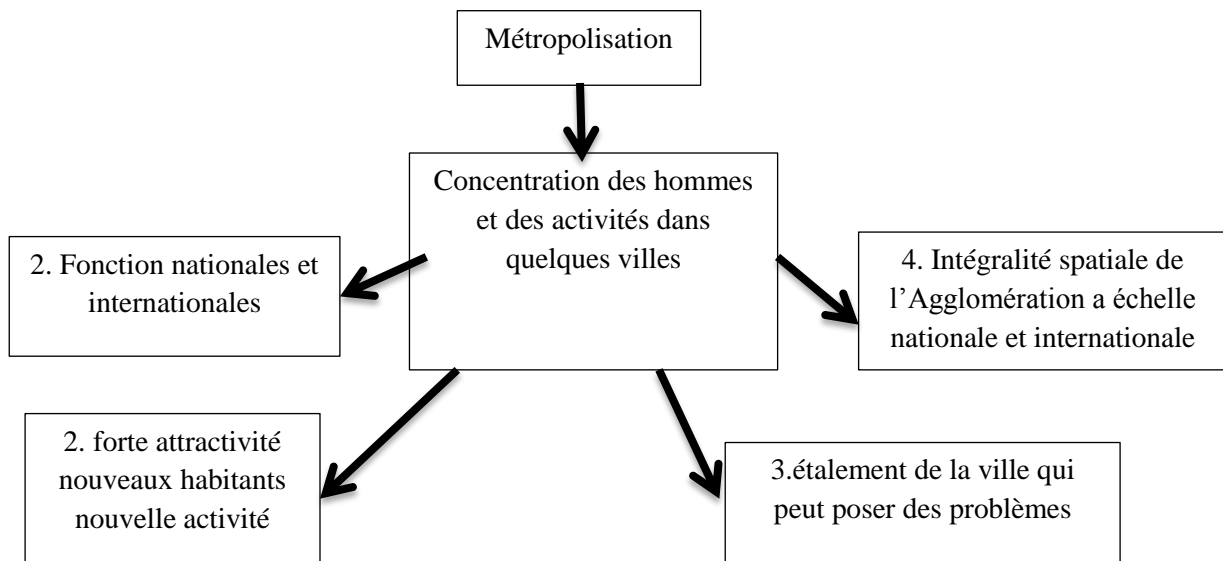 Métropolisation
Concentration des hommes
et des activités dans
quelques villes
2. Fonction nationales et
internationales
4. Intégralité spatiale de
l’Agglomération a échelle
nationale et internationale
2. forte attractivité
nouveaux habitants
nouvelle activité
3.étalement de la ville qui
peut poser des problèmes